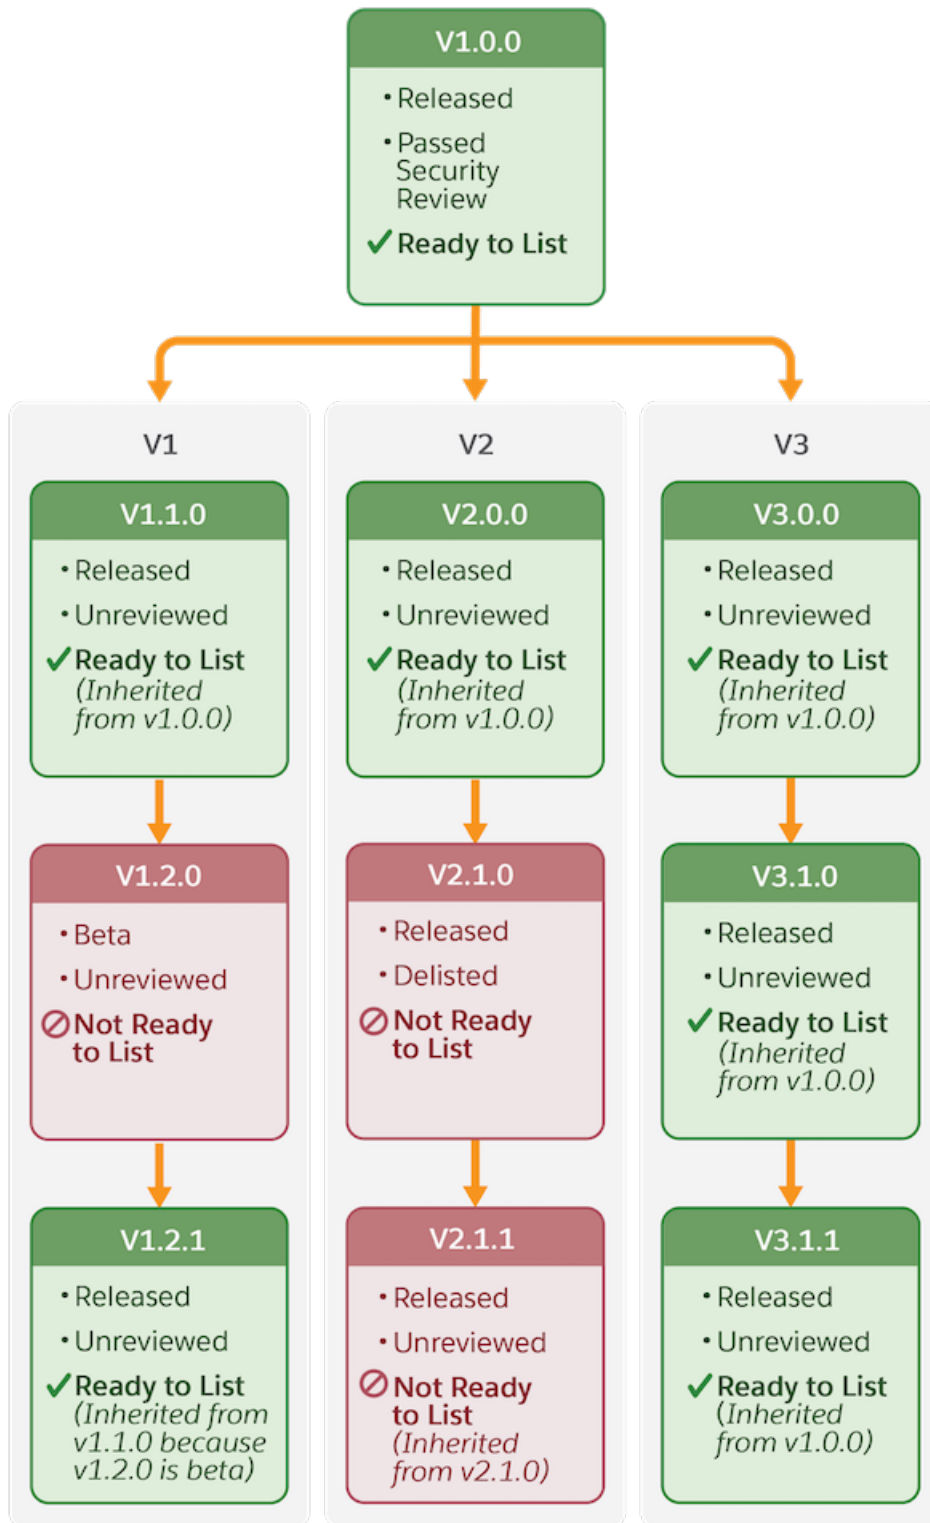 V1.0.0
• Released
• Passed
Security
Review
Ready to List
V1
V1.1.0
• Released
• Unreviewed
Ready to List
(Inherited
from v1.0.0)
V1.2.0
• Beta
• Unreviewed
Not Ready
to List
V1.2.1
• Released
• Unreviewed
Ready to List
(Inherited from
v1.1.0 because
v1.2.0 is beta)
V2
V2.0.0
• Released
• Unreviewed
Ready to List
(Inherited
from v1.0.0)
V2.1.0
• Released
• Delisted
Not Ready
to List
V2.1.1
• Released
• Unreviewed
Not Ready
to List
(Inherited
from v2.1.0)
V3
V3.0.0
• Released
• Unreviewed
Ready to List
(Inherited
from v1.0.0)
V3.1.0
• Released
• Unreviewed
Ready to List
(Inherited
from v1.0.0)
V3.1.1
• Released
• Unreviewed
Ready to List
(Inherited
from v1.0.0)